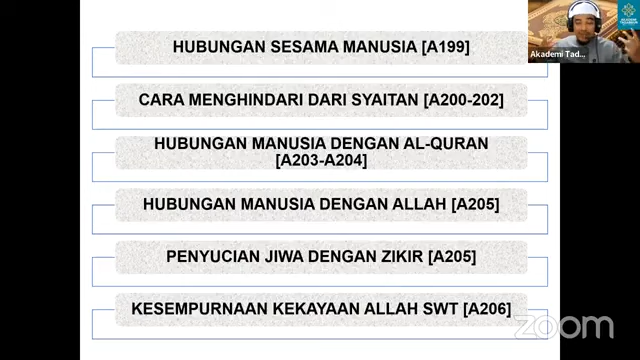 HUBUNGAN SESAMA MANUSIA [A199]
CARA MENGHINDARI DARI SYAITAN [A200-202]
HUBUNGAN MANUSIA DENGAN AL-QURAN
[A203-A204]
HUBUNGAN MANUSIA DENGAN ALLAH [A205]
PENYUCIAN JIWA DENGAN ZIKIR [A205]
KESEMPURNAAN KEKAYAAN ALLAH SWT [A206]
Akademi Tad...
zoom